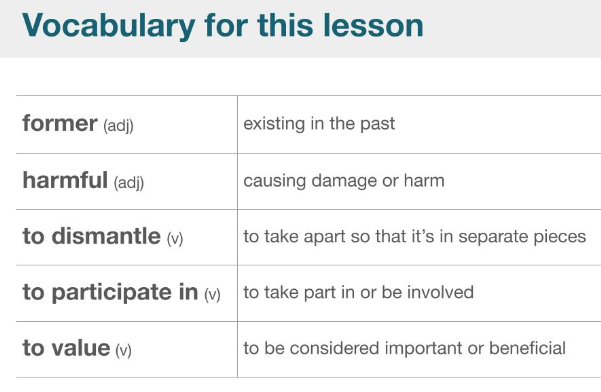 Vocabulary for this lesson
former (adj) existing in the past
harmful (adj) causing damage or harm
to dismantle (v) to take apart so that it's in separate pieces
to participate in (v) to take part in or be involved
to value (v) to be considered important or beneficial